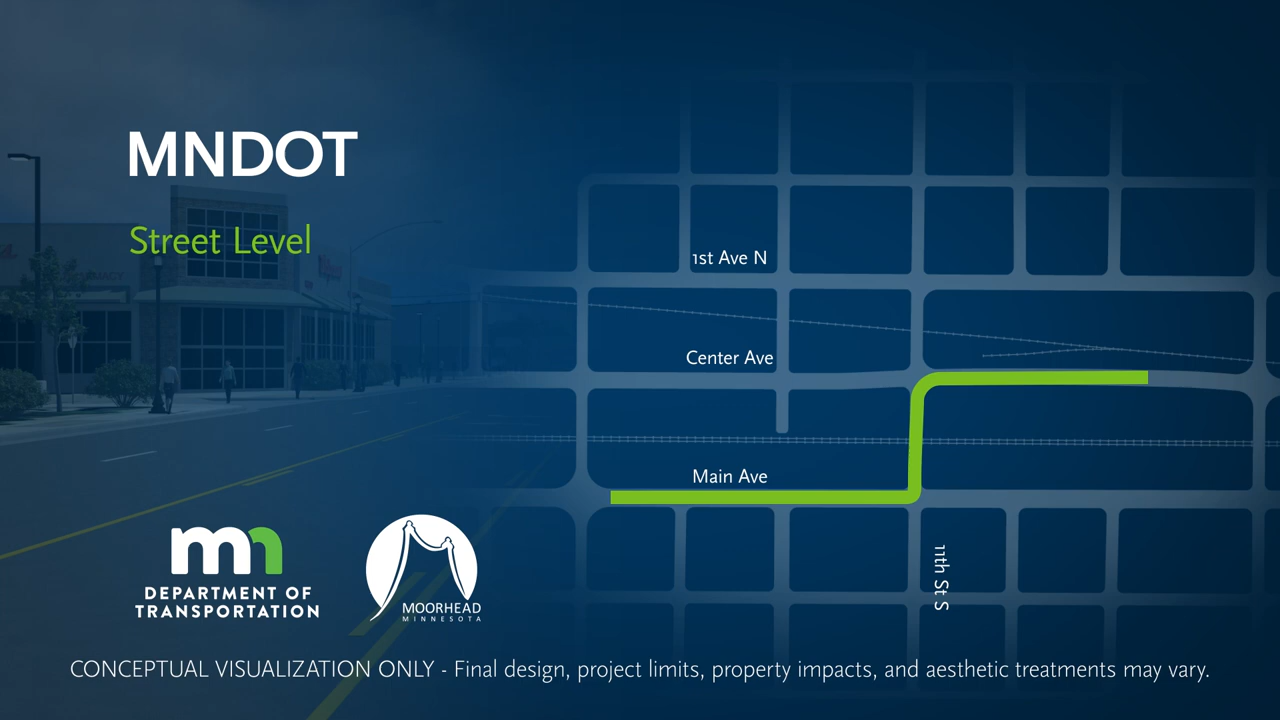 MNDOT
Street Level
1st Ave N
Center Ave
Main Ave
11th St S
mn
DEPARTMENT OF
TRANSPORTATION
MOORHEAD
MINNESOTA
CONCEPTUAL VISUALIZATION ONLY - Final design, project limits, property impacts, and aesthetic treatments may vary.